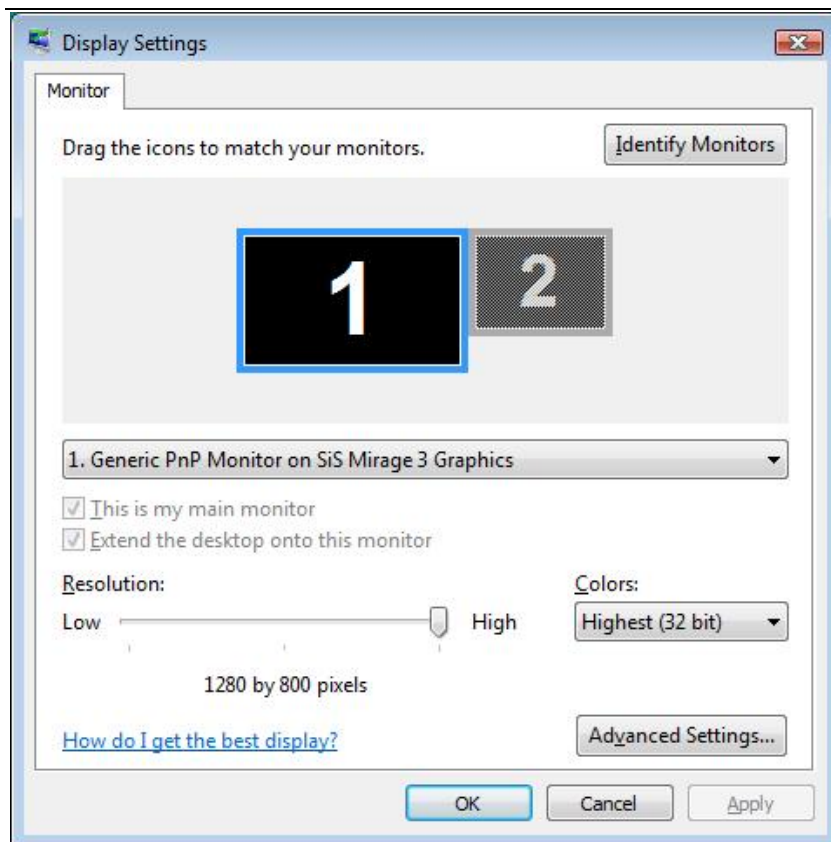 Display Settings
Monitor
Drag the icons to match your monitors.
Identify Monitors
1
2
1. Generic PnP Monitor on SiS Mirage 3 Graphics
This is my main monitor
Extend the desktop onto this monitor
Resolution:
Colors:
Low
High
Highest (32 bit)
1280 by 800 pixels
How do I get the best display?
Advanced Settings...
OK
Cancel
Apply